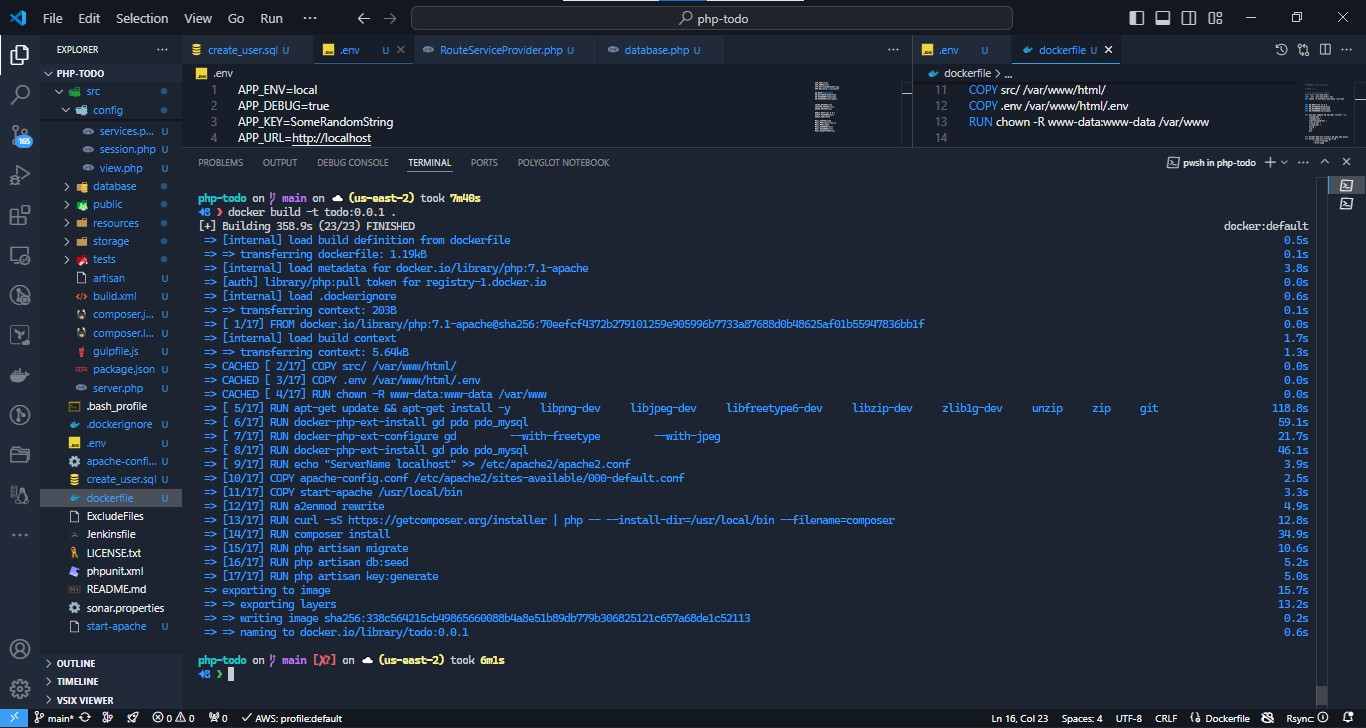 File Edit Selection View Go Run ··· php-todo
EXPLORER ···
PHP-TODO
src
config
services.p... U
session.php U
view.php U
database
public
resources
storage
tests
artisan U
build.xml U
composer.j... U
composer.l... U
gulpfile.js U
package.json U
server.php U
.bash_profile
.dockerignore U
.env U
apache-confi... U
create_user.sql U
dockerfile U
ExcludeFiles
Jenkinsfile
LICENSE.txt
phpunit.xml
README.md
sonar.properties
start-apache U
OUTLINE
TIMELINE
VSIX VIEWER
165
create_user.sql U .env U RouteServiceProvider.php U database.php U ···
.env
1 APP_ENV=local
2 APP_DEBUG=true
3 APP_KEY=SomeRandomString
4 APP_URL=http://localhost
.env U dockerfile U
dockerfile > ...
11 COPY src/ /var/www/html/
12 COPY .env /var/www/html/.env
13 RUN chown -R www-data:www-data /var/www
14
PROBLEMS OUTPUT DEBUG CONSOLE TERMINAL PORTS POLYGLOT NOTEBOOK pwsh in php-todo
php-todo on main on (us-east-2) took 7m40s
8 ❯ docker build -t todo:0.0.1 .
[+] Building 358.9s (23/23) FINISHED docker:default
=> [internal] load build definition from dockerfile 0.5s
=> => transferring dockerfile: 1.19kB 0.1s
=> [internal] load metadata for docker.io/library/php:7.1-apache 3.8s
=> [auth] library/php:pull token for registry-1.docker.io 0.0s
=> [internal] load .dockerignore 0.6s
=> => transferring context: 203B 0.1s
=> [ 1/17] FROM docker.io/library/php:7.1-apache@sha256:70eefcf4372b279101259e905996b7733a87688d0b48625af01b55947836bb1f 0.0s
=> [internal] load build context 1.7s
=> => transferring context: 5.64kB 1.3s
=> CACHED [ 2/17] COPY src/ /var/www/html/ 0.0s
=> CACHED [ 3/17] COPY .env /var/www/html/.env 0.0s
=> CACHED [ 4/17] RUN chown -R www-data:www-data /var/www 0.0s
=> [ 5/17] RUN apt-get update && apt-get install -y libpng-dev libjpeg-dev libfreetype6-dev libzip-dev zlib1g-dev unzip zip git 118.8s
=> [ 6/17] RUN docker-php-ext-install gd pdo pdo_mysql 59.1s
=> [ 7/17] RUN docker-php-ext-configure gd --with-freetype --with-jpeg 21.7s
=> [ 8/17] RUN docker-php-ext-install gd pdo pdo_mysql 46.1s
=> [ 9/17] RUN echo "ServerName localhost" >> /etc/apache2/apache2.conf 3.9s
=> [10/17] COPY apache-config.conf /etc/apache2/sites-available/000-default.conf 2.5s
=> [11/17] COPY start-apache /usr/local/bin 3.3s
=> [12/17] RUN a2enmod rewrite 4.9s
=> [13/17] RUN curl -sS https://getcomposer.org/installer | php -- --install-dir=/usr/local/bin --filename=composer 12.8s
=> [14/17] RUN composer install 34.9s
=> [15/17] RUN php artisan migrate 10.6s
=> [16/17] RUN php artisan db:seed 5.2s
=> [17/17] RUN php artisan key:generate 5.0s
=> exporting to image 15.7s
=> => exporting layers 13.2s
=> => writing image sha256:338c564215cb49865660088b4a8e51b89db779b306825121c657a68de1c52113 0.2s
=> => naming to docker.io/library/todo:0.0.1 0.6s
php-todo on main [X?] on (us-east-2) took 6m1s
8 ❯
main* 0 0 0 AWS: profile:default Ln 16, Col 23 Spaces: 4 UTF-8 CRLF Dockerfile Rsync: